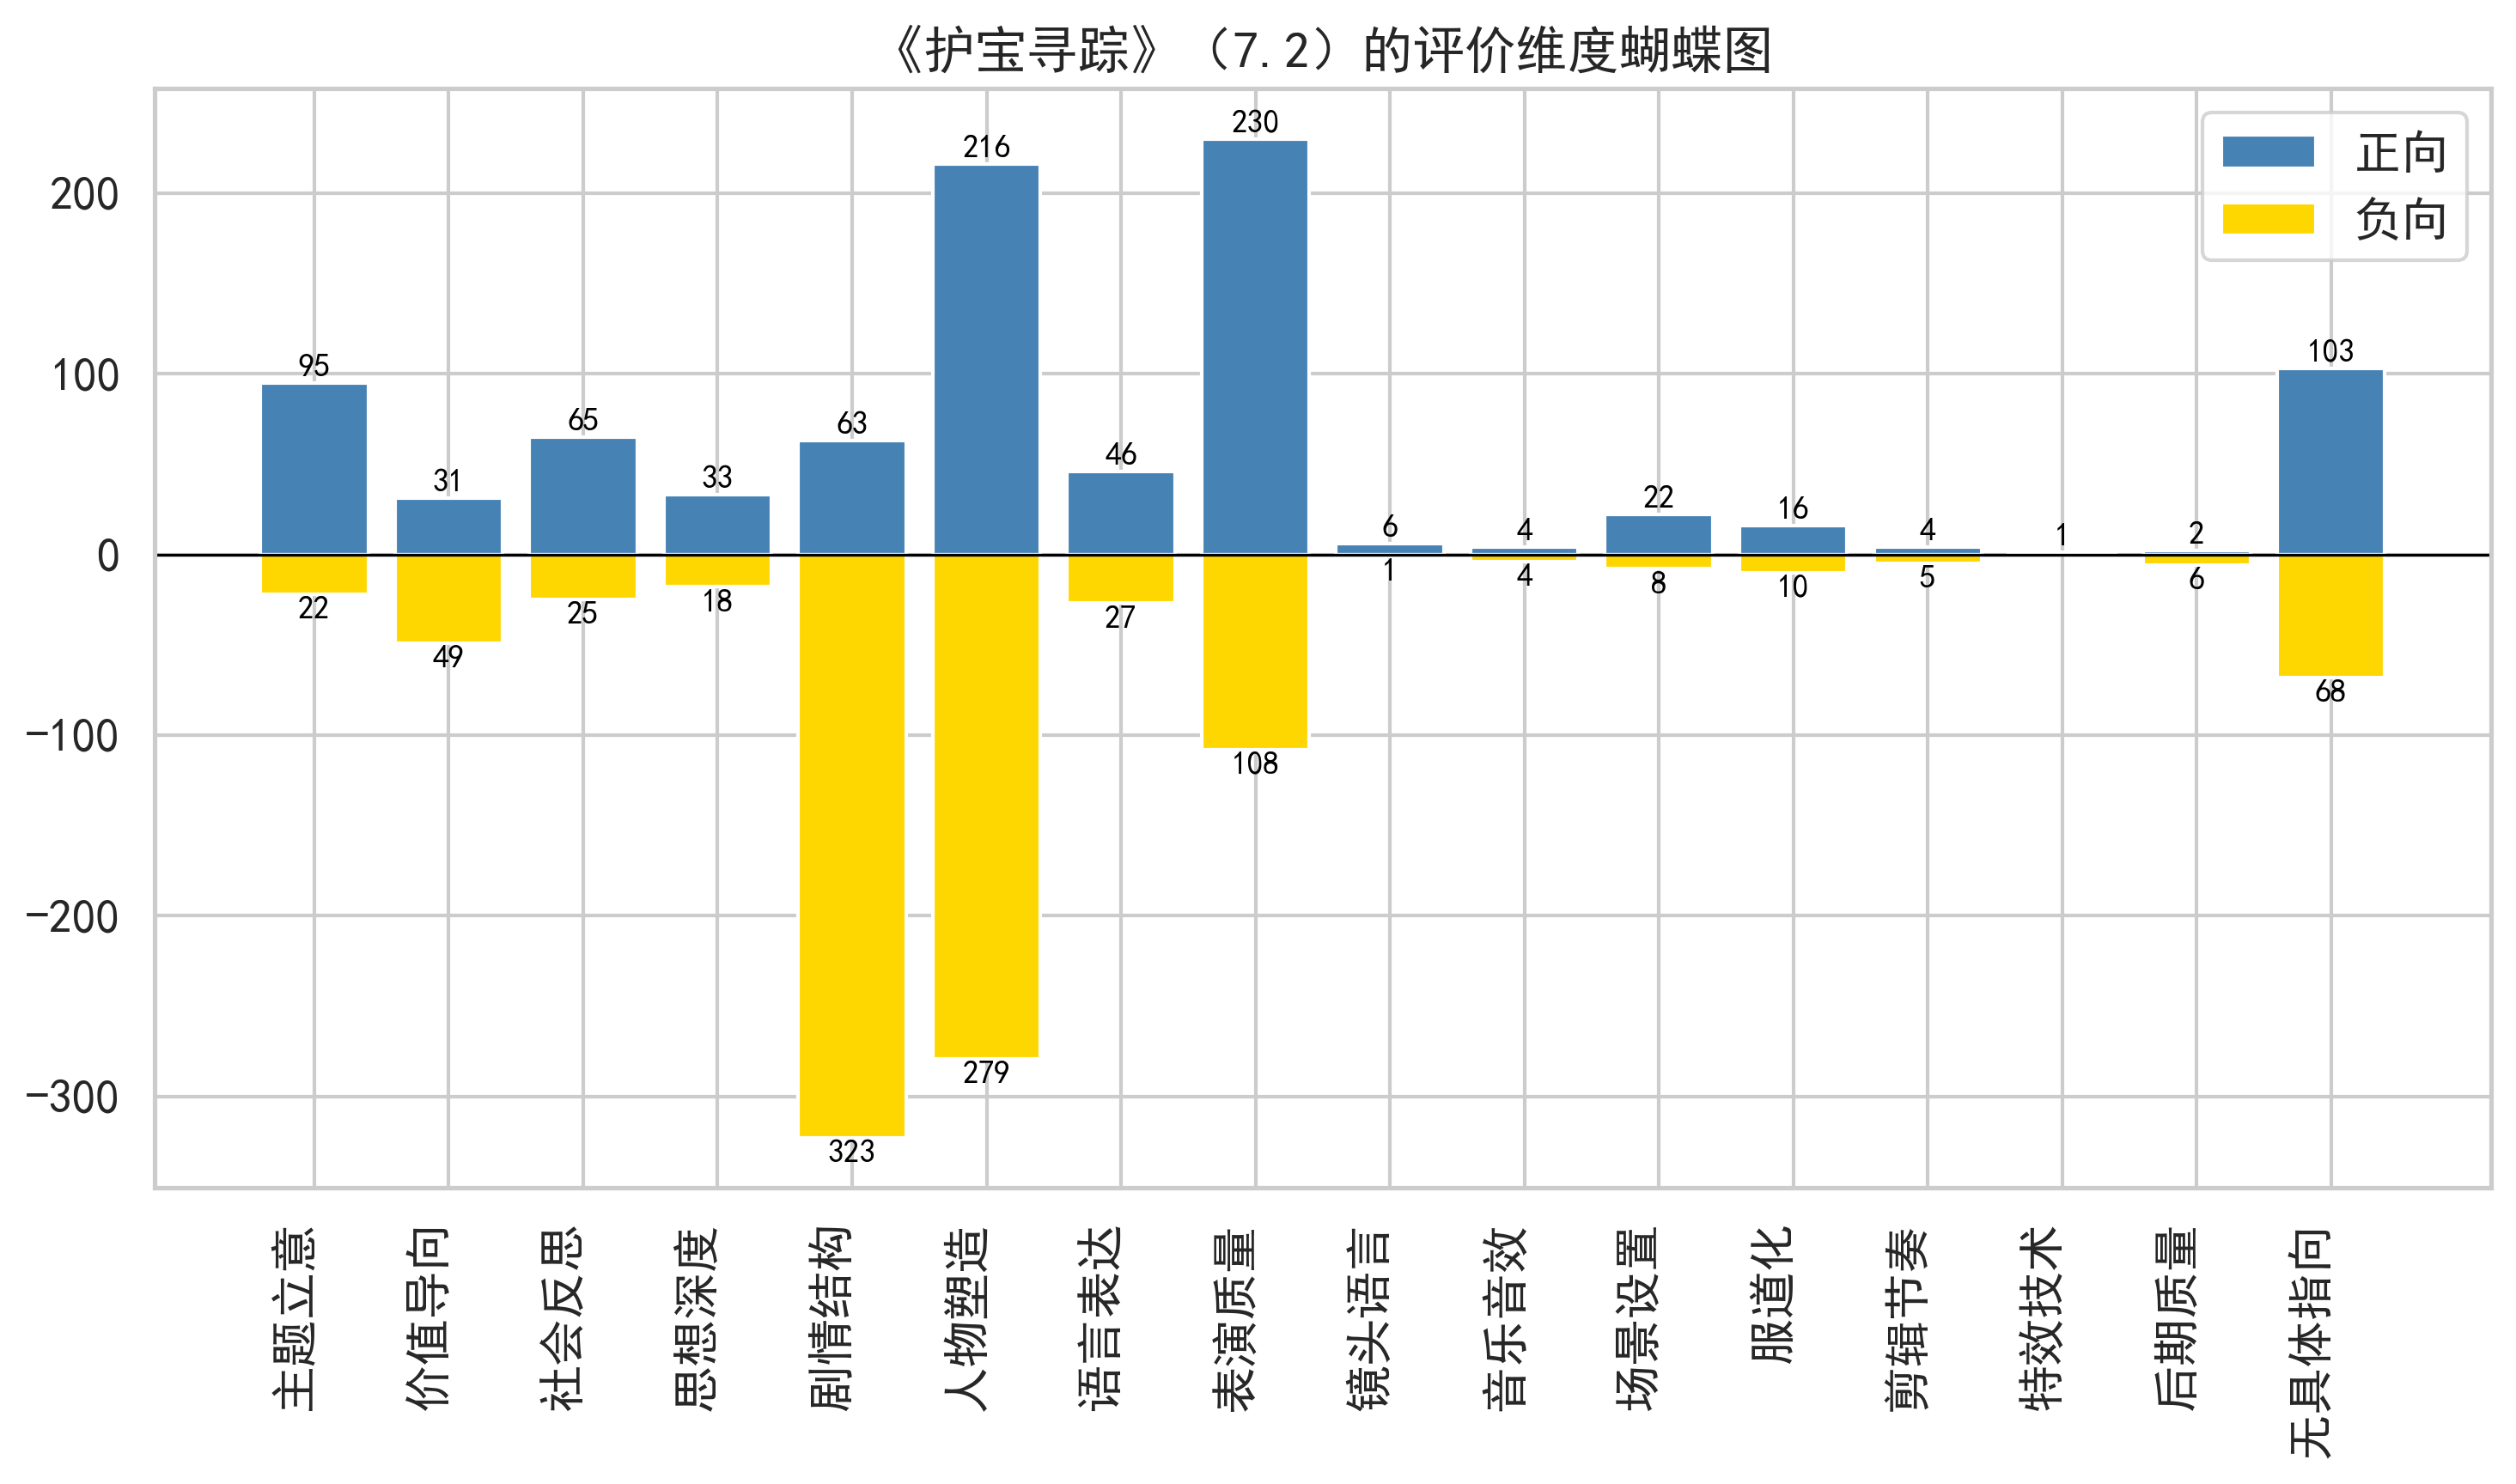 《护宝寻踪》（7.2）的评价维度蝴蝶图
正向
负向
200
100
0
−100
−200
−300
95
31
65
33
63
216
46
230
6
4
22
16
4
1
2
103
22
49
25
18
323
279
27
108
1
4
8
10
5
6
68
主题立意
价值导向
社会反思
思想深度
剧情结构
人物塑造
语言表达
表演质量
镜头语言
音乐音效
场景设置
服道化
剪辑节奏
特效技术
后期质量
无具体指向